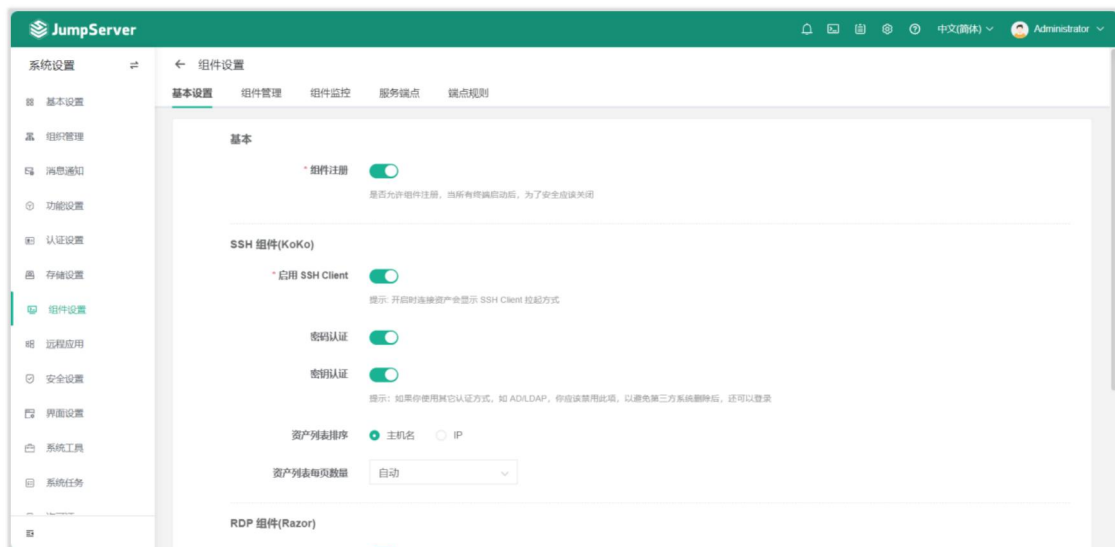 JumpServer
中文(简体)
Administrator
系统设置
基本设置
组织管理
消息通知
功能设置
认证设置
存储设置
组件设置
远程应用
安全设置
界面设置
系统工具
系统任务
组件设置
基本设置 组件管理 组件监控 服务端点 端点规则
基本
* 组件注册
是否允许组件注册，当所有终端启动后，为了安全应该关闭
SSH 组件(KoKo)
* 启用 SSH Client
提示: 开启时连接资产会显示 SSH Client 拉起方式
密码认证
密钥认证
提示：如果你使用其它认证方式，如 AD/LDAP，你应该禁用此项，以避免第三方系统删除后，还可以登录
资产列表排序 主机名 IP
资产列表每页数量 自动
RDP 组件(Razor)